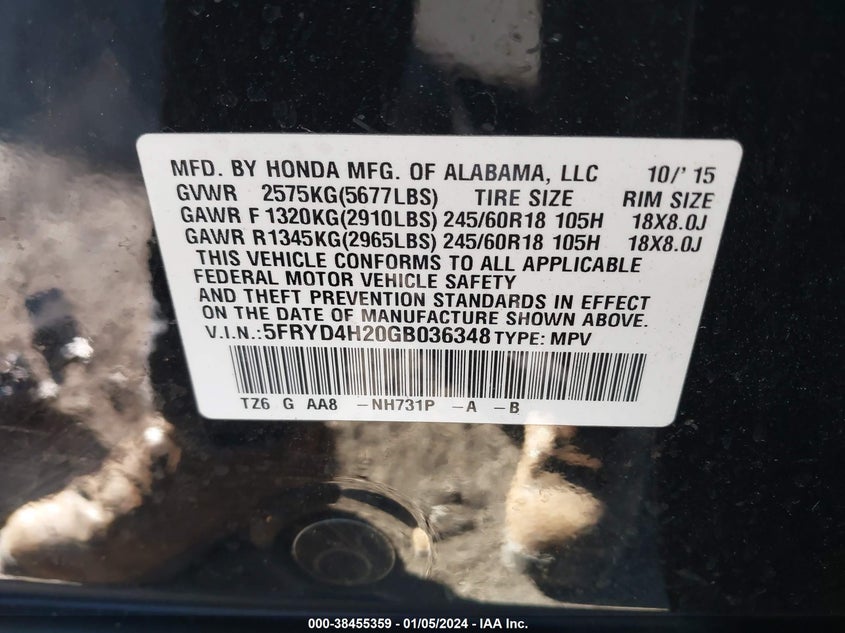 MFD. BY HONDA MFG. OF ALABAMA, LLC 10/' 15
GVWR 2575KG(5677LBS) TIRE SIZE RIM SIZE
GAWR F 1320KG(2910LBS) 245/60R18 105H 18X8.0J
GAWR R1345KG(2965LBS) 245/60R18 105H 18X8.0J
THIS VEHICLE CONFORMS TO ALL APPLICABLE
FEDERAL MOTOR VEHICLE SAFETY
AND THEFT PREVENTION STANDARDS IN EFFECT
ON THE DATE OF MANUFACTURE SHOWN ABOVE.
V.I.N.:5FRYD4H20GB036348 TYPE: MPV
TZ6 G AA8 -NH731P -A -B
000-38455359 - 01/05/2024 - IAA Inc.